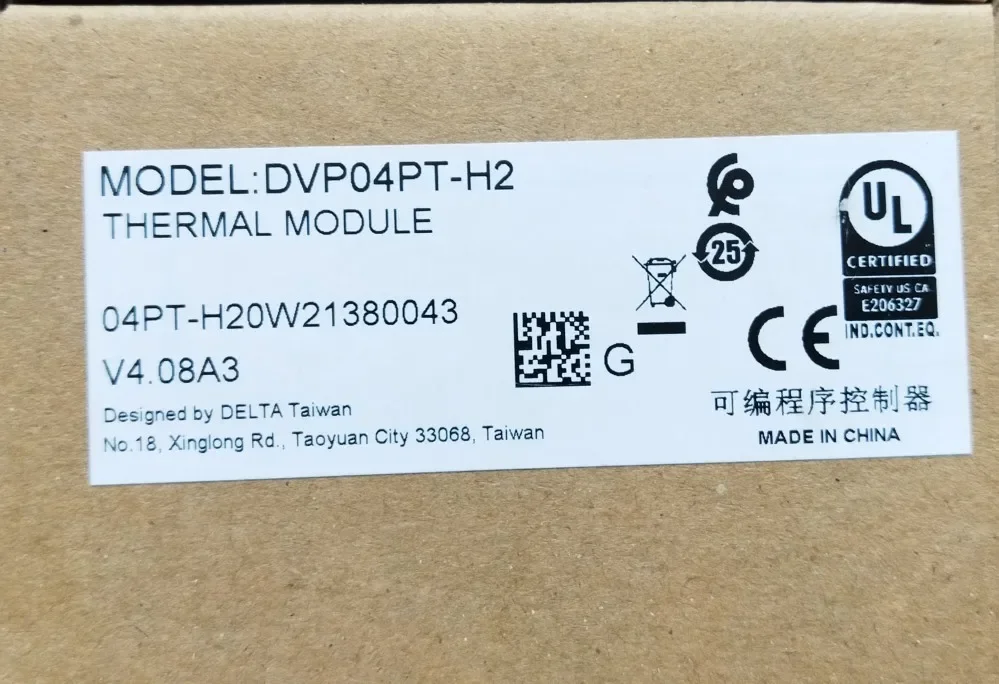 MODEL:DVP04PT-H2
THERMAL MODULE
04PT-H20W21380043
V4.08A3
Designed by DELTA Taiwan
No.18, Xinglong Rd., Taoyuan City 33068, Taiwan
G
25
UL
CERTIFIED
SAFETY US CA
E206327
IND.CONT.EQ.
CE
可编程序控制器
MADE IN CHINA